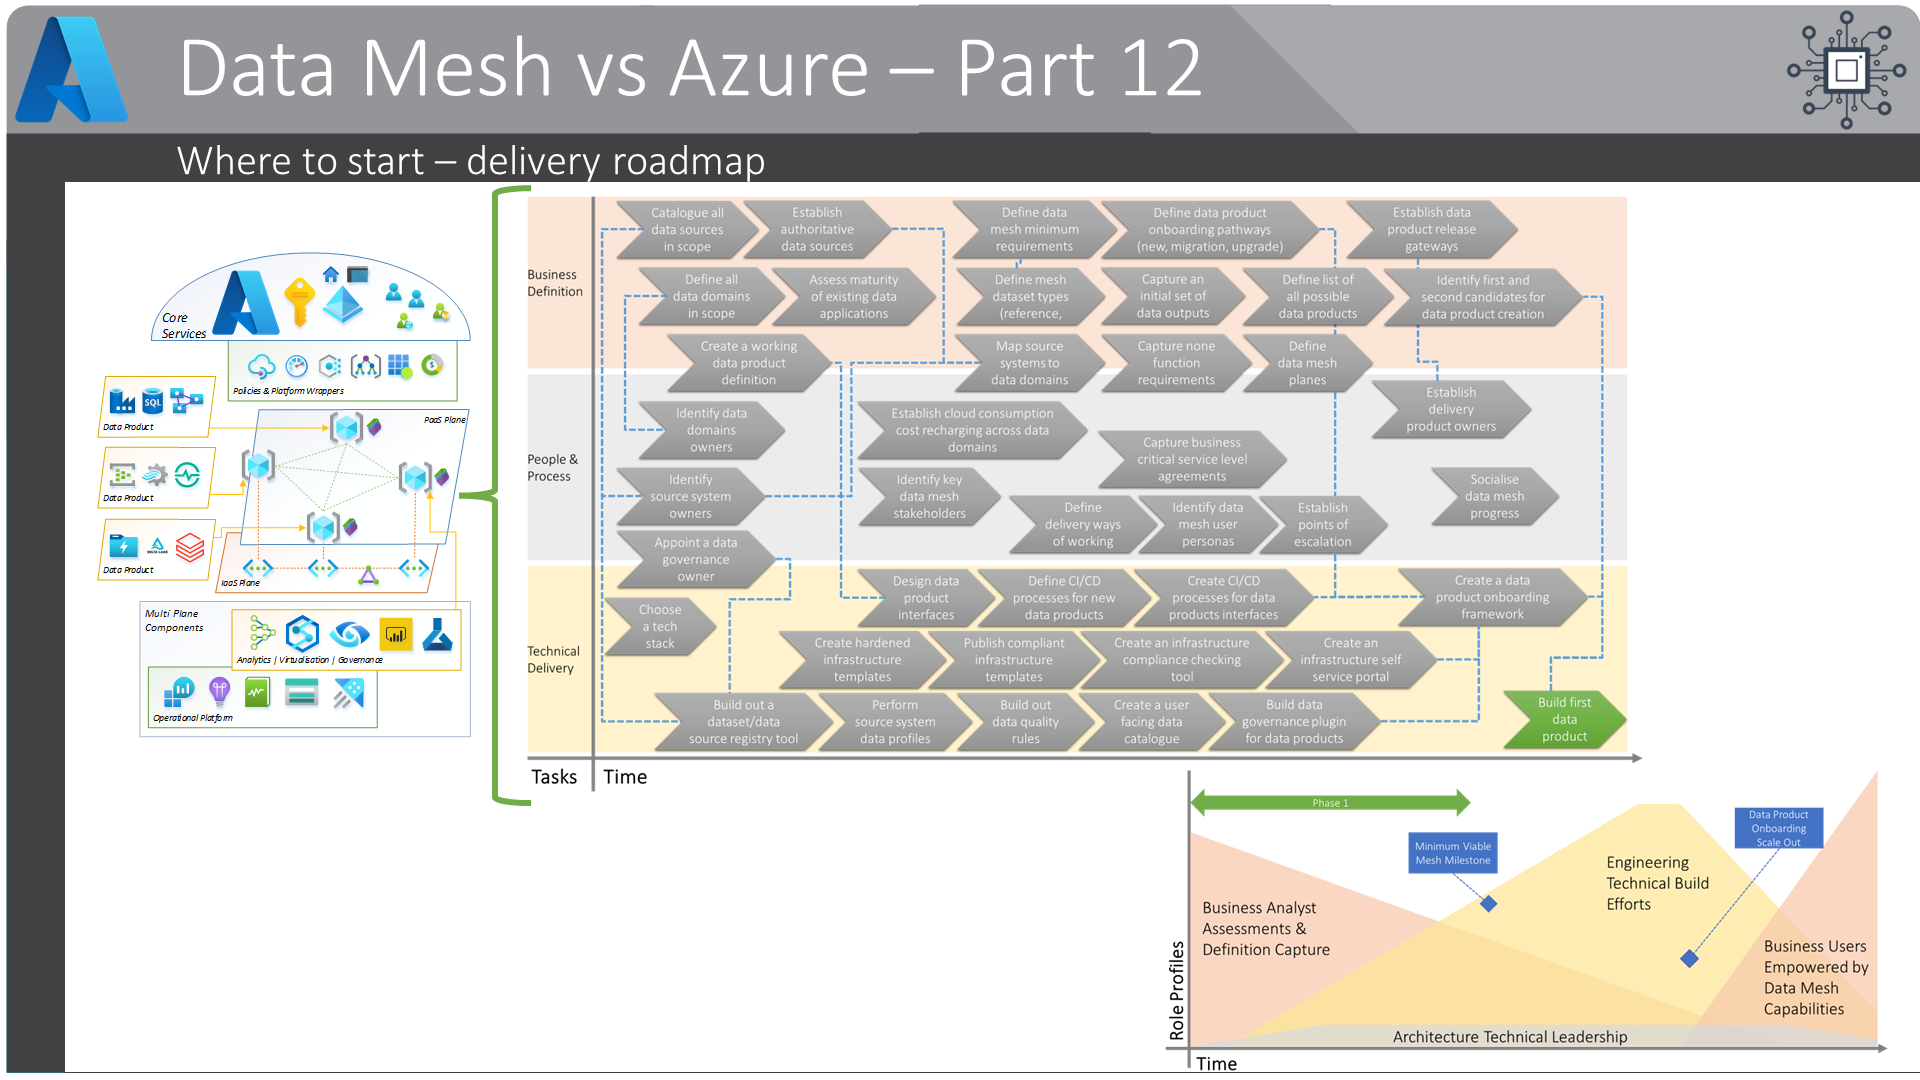 Data Mesh vs Azure – Part 12
Where to start – delivery roadmap
Core
Services
Policies & Platform Wrappers
Data Product
PaaS Plane
Data Product
Data Product
IaaS Plane
Multi Plane
Components
Analytics | Virtualisation | Governance
Operational Platform
Business
Definition
Catalogue all
data sources
in scope
Establish
authoritative
data sources
Define data
mesh minimum
requirements
Define data product
onboarding pathways
(new, migration, upgrade)
Establish data
product release
gateways
Define all
data domains
in scope
Assess maturity
of existing data
applications
Define mesh
dataset types
(reference,
Capture an
initial set of
data outputs
Define list of
all possible
data products
Identify first and
second candidates for
data product creation
Create a working
data product
definition
Map source
systems to
data domains
Capture none
function
requirements
Define
data mesh
planes
People &
Process
Establish
delivery
product owners
Identify data
domains
owners
Establish cloud consumption
cost recharging across data
domains
Capture business
critical service level
agreements
Identify
source system
owners
Identify key
data mesh
stakeholders
Define
delivery ways
of working
Identify data
mesh user
personas
Establish
points of
escalation
Socialise
data mesh
progress
Appoint a data
governance
owner
Technical
Delivery
Choose
a tech
stack
Design data
product
interfaces
Define CI/CD
processes for new
data products
Create CI/CD
processes for data
products interfaces
Create a data
product onboarding
framework
Create hardened
infrastructure
templates
Publish compliant
infrastructure
templates
Create an infrastructure
compliance checking
tool
Create an
infrastructure self
service portal
Build out a
dataset/data
source registry tool
Perform
source system
data profiles
Build out
data quality
rules
Create a user
facing data
catalogue
Build data
governance plugin
for data products
Build first
data
product
Tasks
Time
Phase 1
Minimum Viable
Mesh Milestone
Data Product
Onboarding
Scale Out
Engineering
Technical Build
Efforts
Business Analyst
Assessments &
Definition Capture
Business Users
Empowered by
Data Mesh
Capabilities
Architecture Technical Leadership
Role Profiles
Time
SQL
DELTA LAKE